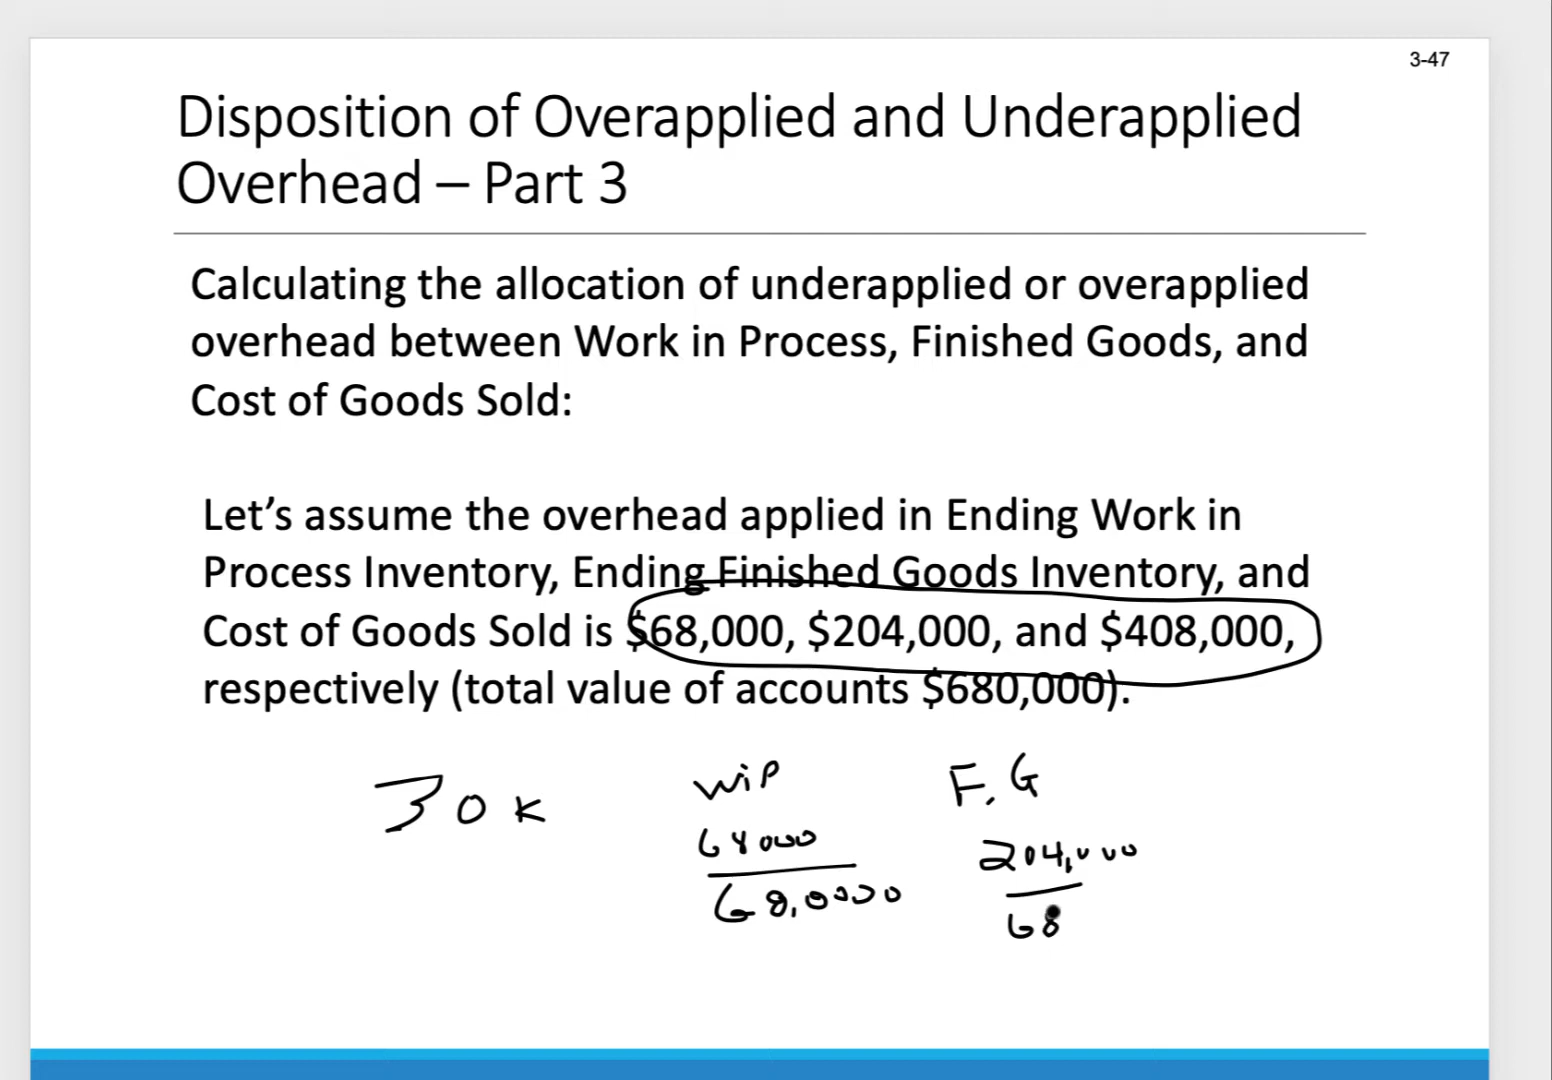 3-47
Disposition of Overapplied and Underapplied
Overhead – Part 3
Calculating the allocation of underapplied or overapplied
overhead between Work in Process, Finished Goods, and
Cost of Goods Sold:
Let’s assume the overhead applied in Ending Work in
Process Inventory, Ending Finished Goods Inventory, and
Cost of Goods Sold is $68,000, $204,000, and $408,000,
respectively (total value of accounts $680,000).
30K
WIP
F.G
68000
204,000
68,0000
68